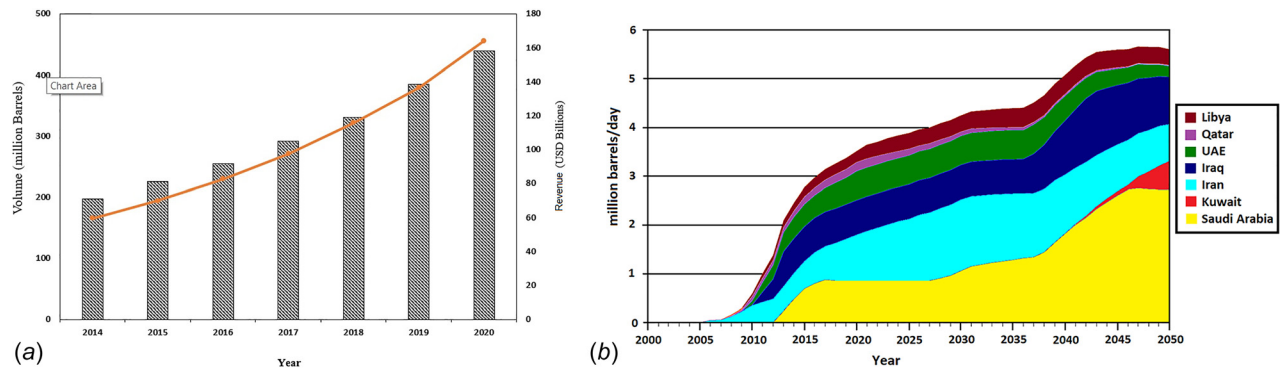 500
400
300
200
100
0
Volume (million Barrels)
Chart Area
180
160
140
120
100
80
60
40
20
0
Revenue (USD Billions)
2014 2015 2016 2017 2018 2019 2020
Year
(a)
6
5
4
3
2
1
0
million barrels/day
2000 2005 2010 2015 2020 2025 2030 2035 2040 2045 2050
Year
Libya
Qatar
UAE
Iraq
Iran
Kuwait
Saudi Arabia
(b)